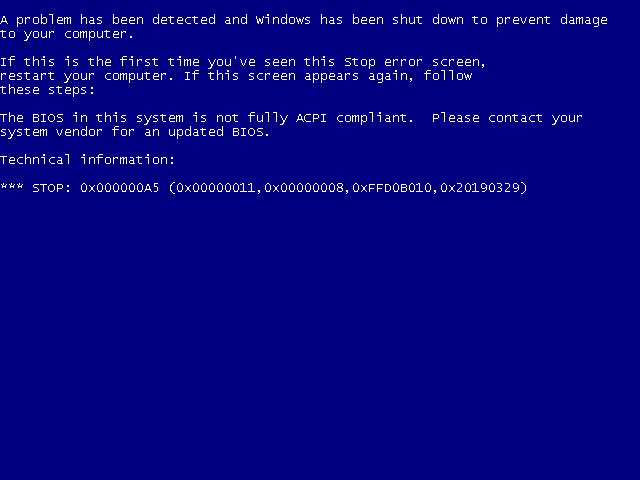 A problem has been detected and Windows has been shut down to prevent damage
to your computer.
If this is the first time you've seen this Stop error screen,
restart your computer. If this screen appears again, follow
these steps:
The BIOS in this system is not fully ACPI compliant.  Please contact your
system vendor for an updated BIOS.
Technical information:
*** STOP: 0x000000A5 (0x00000011,0x00000008,0xFFD0B010,0x20190329)